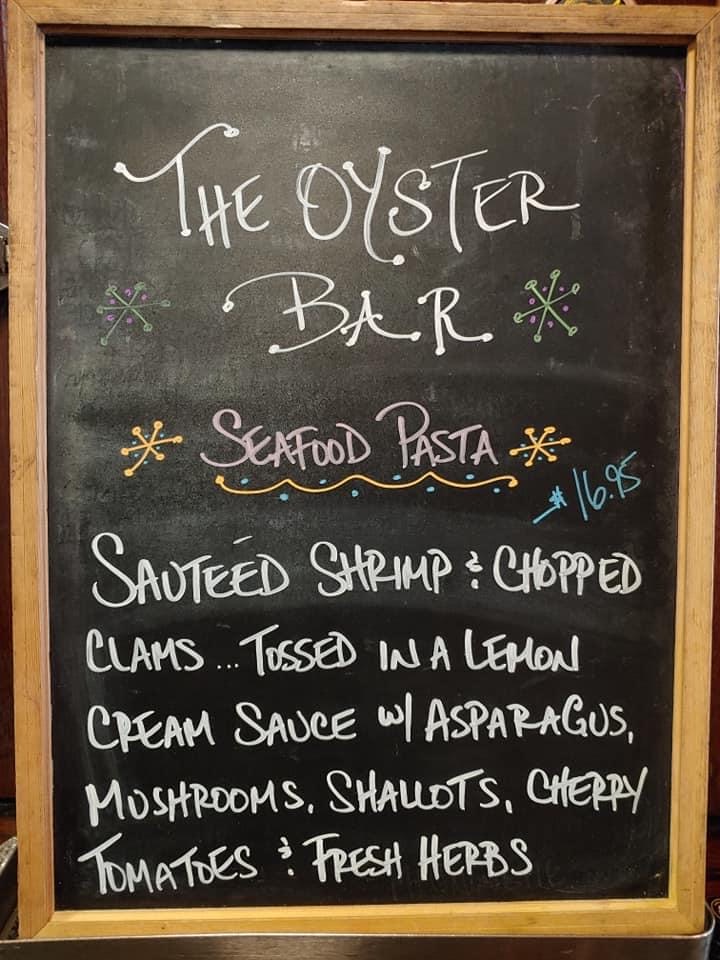 THE OYSTER
BAR
SEAFOOD PASTA
$16.95
SAUTEÉD SHRIMP & CHOPPED
CLAMS... TOSSED IN A LEMON
CREAM SAUCE W/ ASPARAGUS,
MUSHROOMS, SHALLOTS, CHERRY
TOMATOES & FRESH HERBS